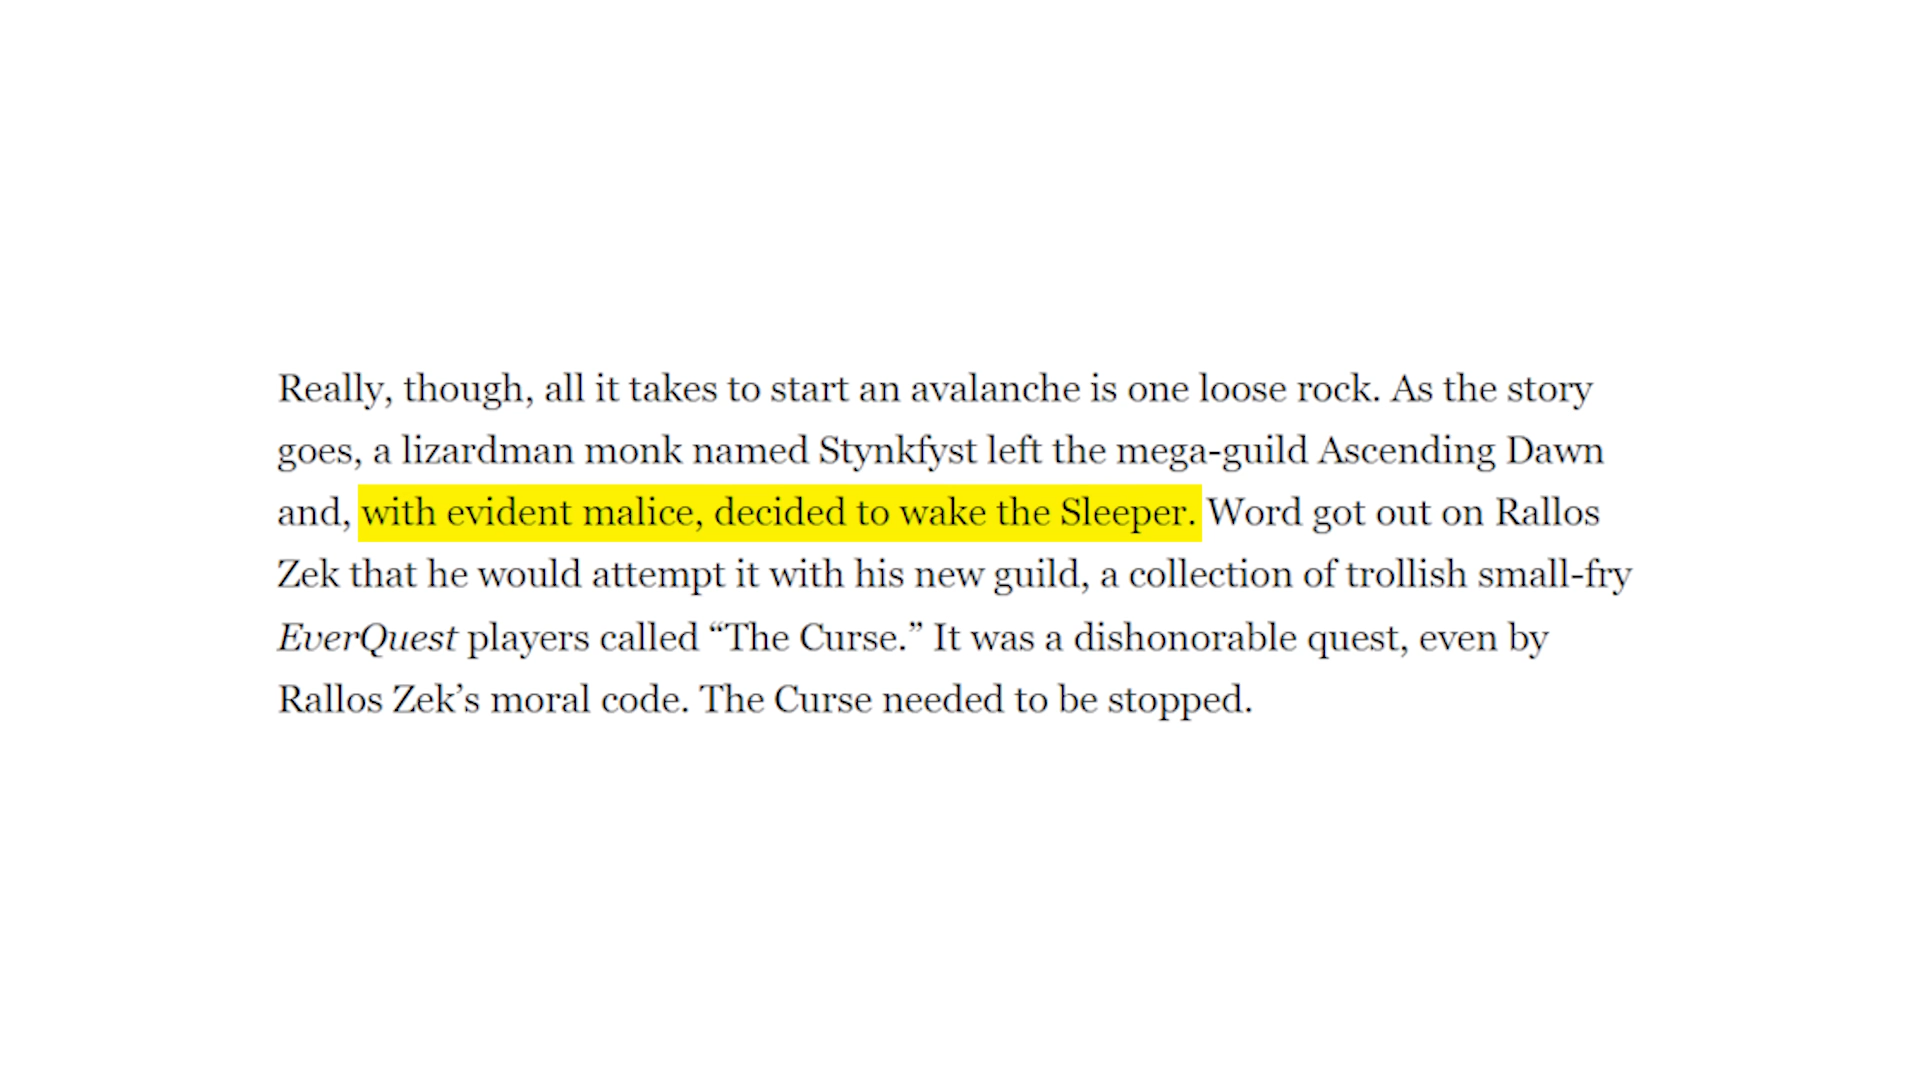 Really, though, all it takes to start an avalanche is one loose rock. As the story
goes, a lizardman monk named Stynkfyst left the mega-guild Ascending Dawn
and, with evident malice, decided to wake the Sleeper. Word got out on Rallos
Zek that he would attempt it with his new guild, a collection of trollish small-fry
EverQuest players called “The Curse.” It was a dishonorable quest, even by
Rallos Zek’s moral code. The Curse needed to be stopped.